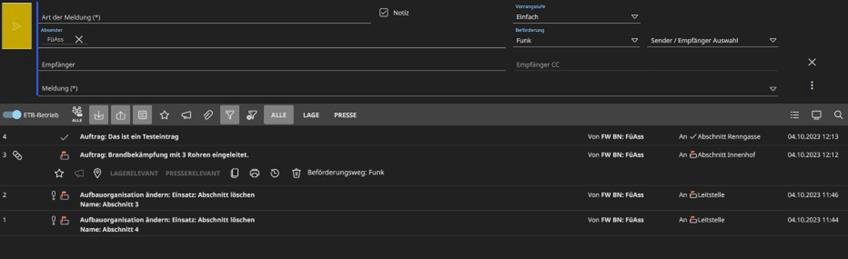 Vorrangstufe
Art der Meldung (*)
Notiz
Einfach
Absender
Beförderung
FüAss
Funk
Sender / Empfänger Auswahl
Empfänger
Empfänger CC
Meldung (*)
ETB-Betrieb
ALLE
ALLE LAGE PRESSE
4 Auftrag: Das ist ein Testeintrag Von FW BN: FüAss An Abschnitt Renngasse 04.10.2023 12:13
3 Auftrag: Brandbekämpfung mit 3 Rohren eingeleitet. Von FW BN: FüAss An Abschnitt Innenhof 04.10.2023 12:12
LAGERELEVANT PRESSERELEVANT Beförderungsweg: Funk
2 Aufbauorganisation ändern: Einsatz: Abschnitt löschen Von FW BN: FüAss An Leitstelle 04.10.2023 11:46
Name: Abschnitt 3
1 Aufbauorganisation ändern: Einsatz: Abschnitt löschen Von FW BN: FüAss An Leitstelle 04.10.2023 11:44
Name: Abschnitt 4